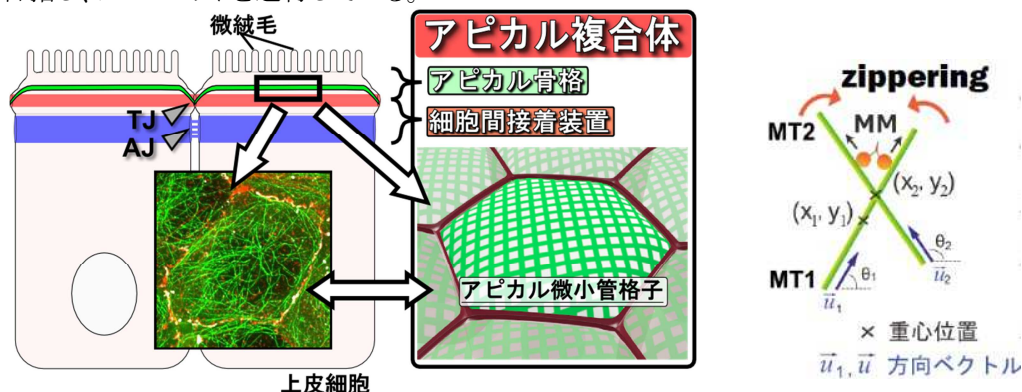 微絨毛
アピカル複合体
アピカル骨格
細胞間接着装置
TJ
AJ
アピカル微小管格子
上皮細胞
zippering
MT2
MM
(x₂, y₂)
(x₁, y₁)
θ₂
MT1
θ₁
u⃗₁
u⃗₂
× 重心位置
u⃗₁, u⃗ 方向ベクトル